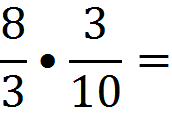 8/3 • 3/10 =